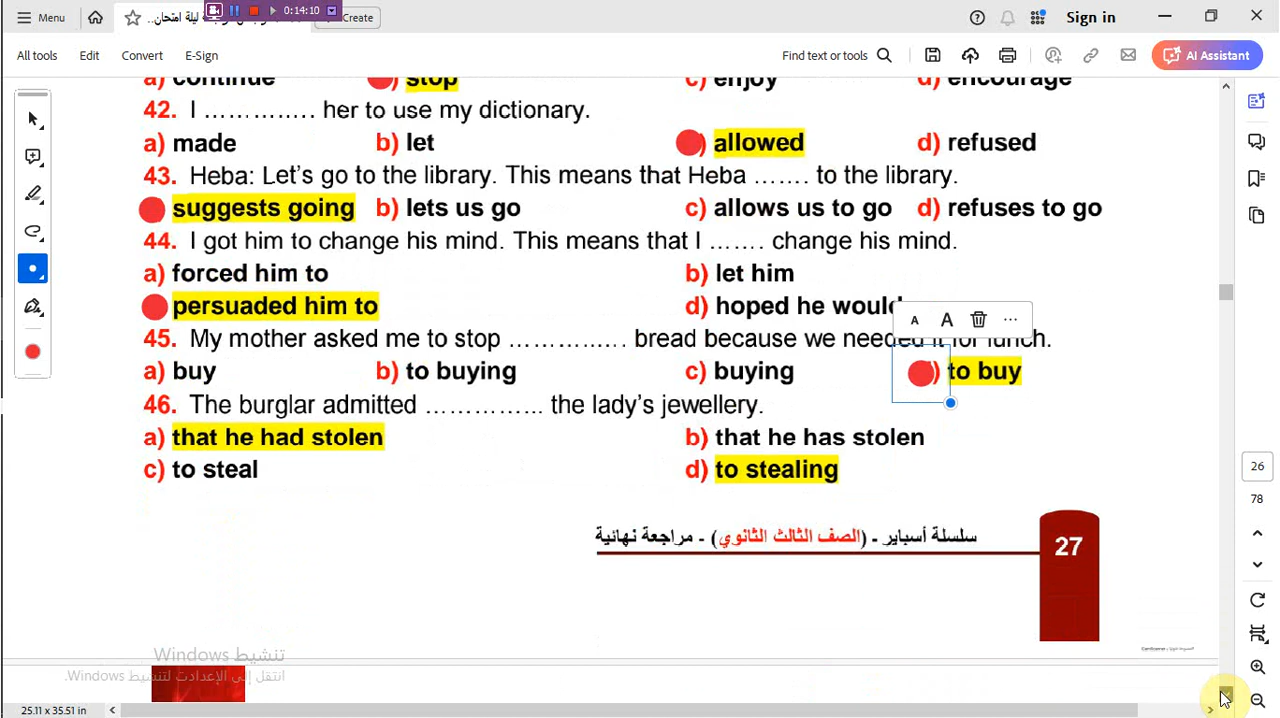 Menu
ليلة امتحان..
0:14:10
Create
Sign in
All tools Edit Convert E-Sign
Find text or tools
AI Assistant
a) continue stop c) enjoy d) encourage
42. I ………….. her to use my dictionary.
a) made b) let ) allowed d) refused
43. Heba: Let's go to the library. This means that Heba ……. to the library.
suggests going b) lets us go c) allows us to go d) refuses to go
44. I got him to change his mind. This means that I ……. change his mind.
a) forced him to b) let him
persuaded him to d) hoped he would
A A ...
45. My mother asked me to stop ………….. bread because we needed it for lunch.
a) buy b) to buying c) buying ) to buy
46. The burglar admitted ………….. the lady's jewellery.
a) that he had stolen b) that he has stolen
c) to steal d) to stealing
26
78
سلسلة أسباير - (الصف الثالث الثانوي) - مراجعة نهائية
27
CamScanner
تنشيط Windows
انتقل إلى الإعدادات لتنشيط Windows.
25.11 x 35.51 in